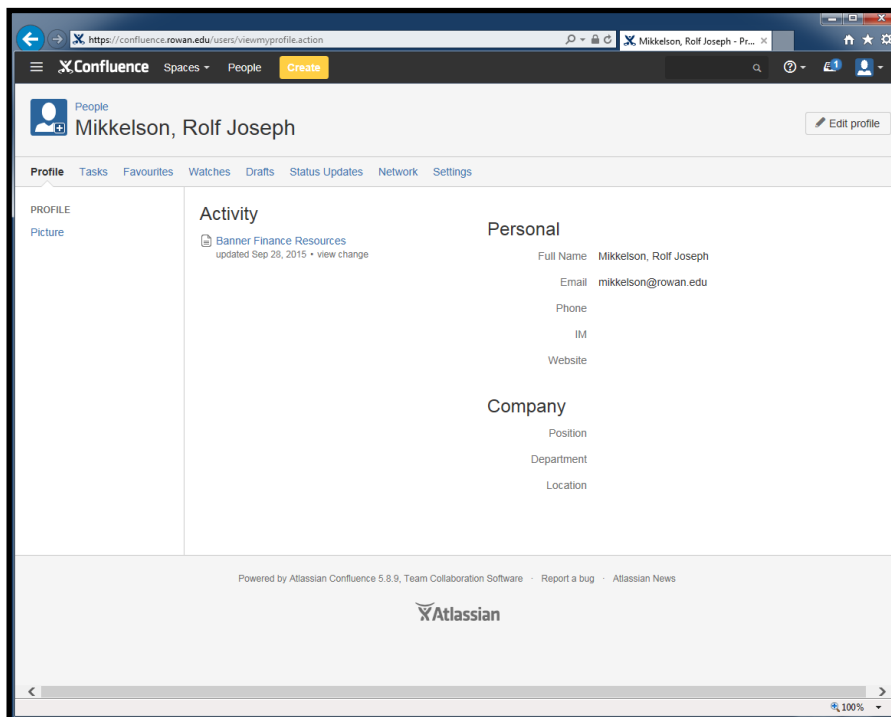 https://confluence.rowan.edu/users/viewmyprofile.action
Mikkelson, Rolf Joseph - Pr...
Confluence Spaces People Create
1
People
Mikkelson, Rolf Joseph
Edit profile
Profile Tasks Favourites Watches Drafts Status Updates Network Settings
PROFILE
Picture
Activity
Banner Finance Resources
updated Sep 28, 2015 • view change
Personal
Full Name Mikkelson, Rolf Joseph
Email mikkelson@rowan.edu
Phone
IM
Website
Company
Position
Department
Location
Powered by Atlassian Confluence 5.8.9, Team Collaboration Software · Report a bug · Atlassian News
Atlassian
100%